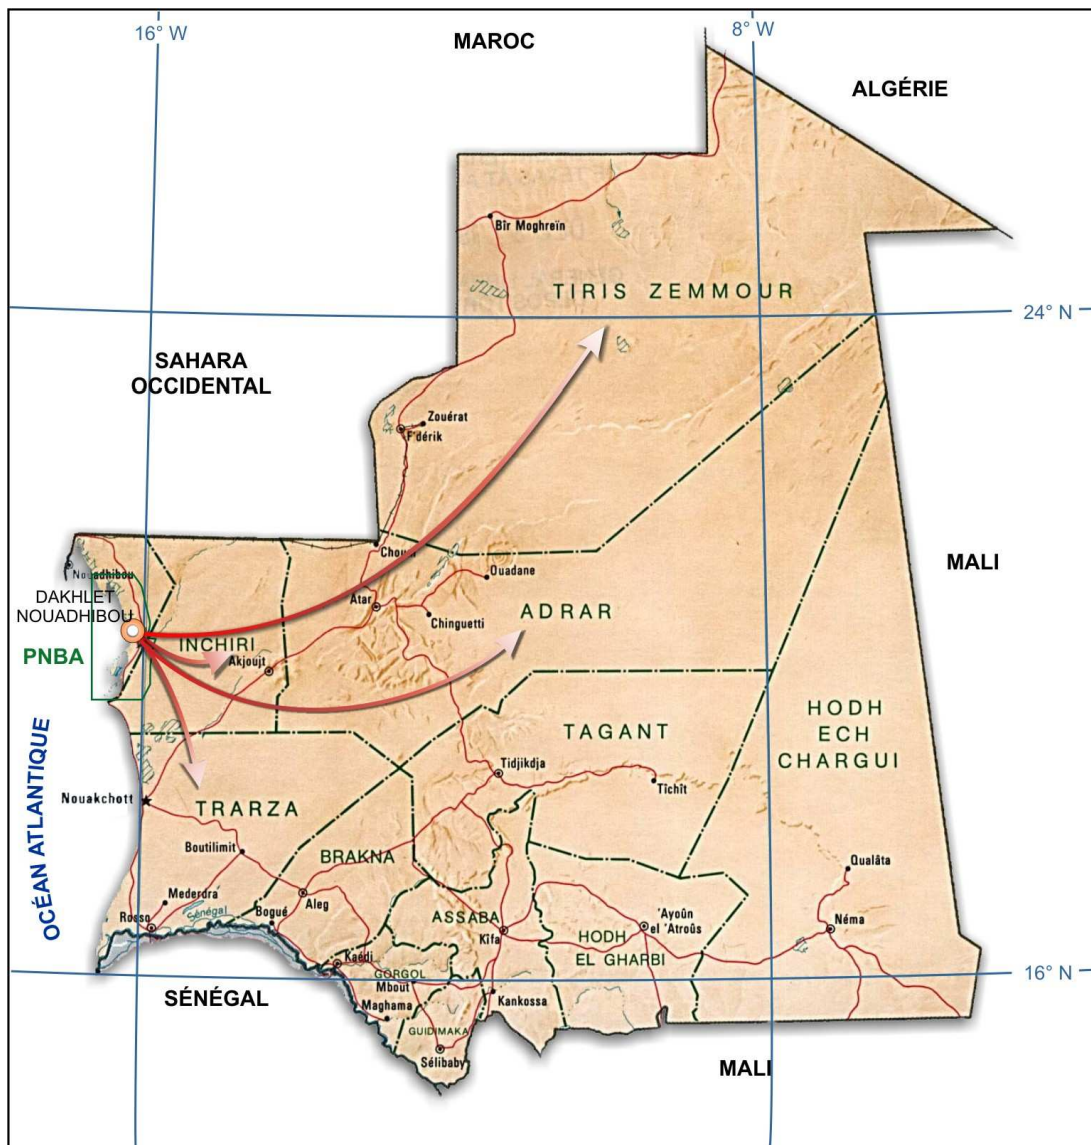 16° W
8° W
MAROC
ALGÉRIE
Bîr Moghreïn
TIRIS ZEMMOUR
24° N
SAHARA
OCCIDENTAL
Zouérat
F'dérik
Choum
MALI
Nouadhibou
Ouadane
DAKHLET
NOUADHIBOU
Atar
ADRAR
Chinguetti
INCHIRI
PNBA
Akjoujt
HODH
ECH
CHARGUI
TAGANT
OCÉAN ATLANTIQUE
Tidjikdja
Tîchît
Nouakchott
TRARZA
Boutilimit
BRAKNA
Qualâta
Mederdra
Aleg
Sénégal
Bogué
Rosso
ASSABA
'Ayoûn
el 'Atroûs
Néma
Kîfa
HODH
EL GHARBI
Kaédi
GORGOL
16° N
Mbout
SÉNÉGAL
Maghama
Kankossa
GUIDIMAKA
Sélibaby
MALI